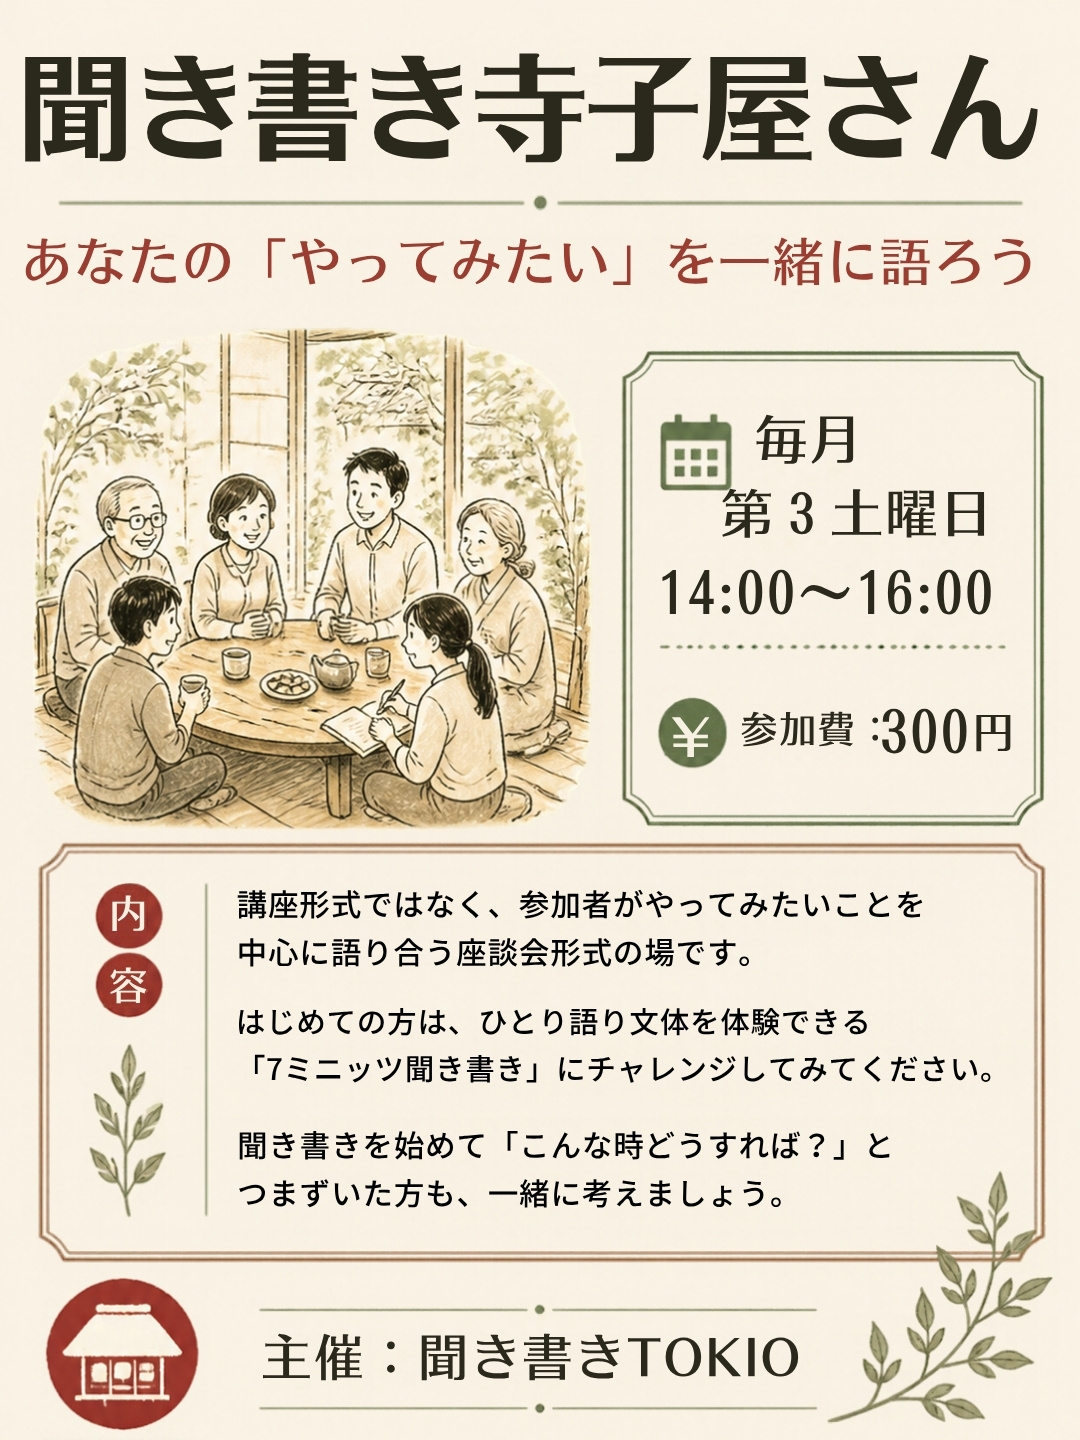 聞き書き寺子屋さん
あなたの「やってみたい」を一緒に語ろう
毎月
第3土曜日
14:00～16:00
¥ 参加費：300円
内容
講座形式ではなく、参加者がやってみたいことを
中心に語り合う座談会形式の場です。
はじめての方は、ひとり語り文体を体験できる
「7ミニッツ聞き書き」にチャレンジしてみてください。
聞き書きを始めて「こんな時どうすれば？」と
つまずいた方も、一緒に考えましょう。
主催：聞き書きTOKIO